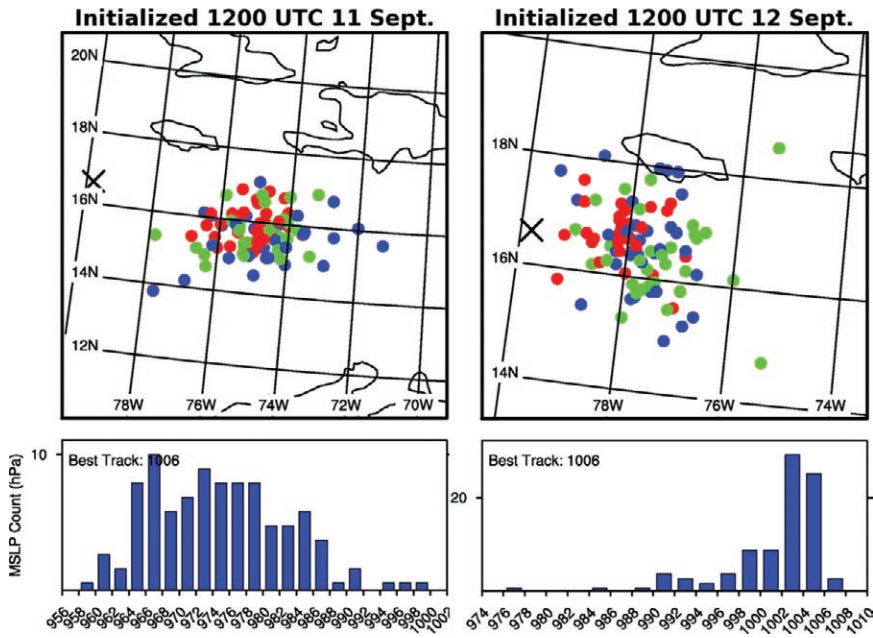 Initialized 1200 UTC 11 Sept. Initialized 1200 UTC 12 Sept.
20N
18N
16N
14N
12N
78W 76W 74W 72W 70W
18N
16N
14N
78W 76W 74W
MSLP Count (hPa)
10
Best Track: 1006
956 958 960 962 964 966 968 970 972 974 976 978 980 982 984 986 988 990 992 994 996 998 1000 1002
20
Best Track: 1006
974 976 978 980 982 984 986 988 990 992 994 996 998 1000 1002 1004 1006 1008 1010